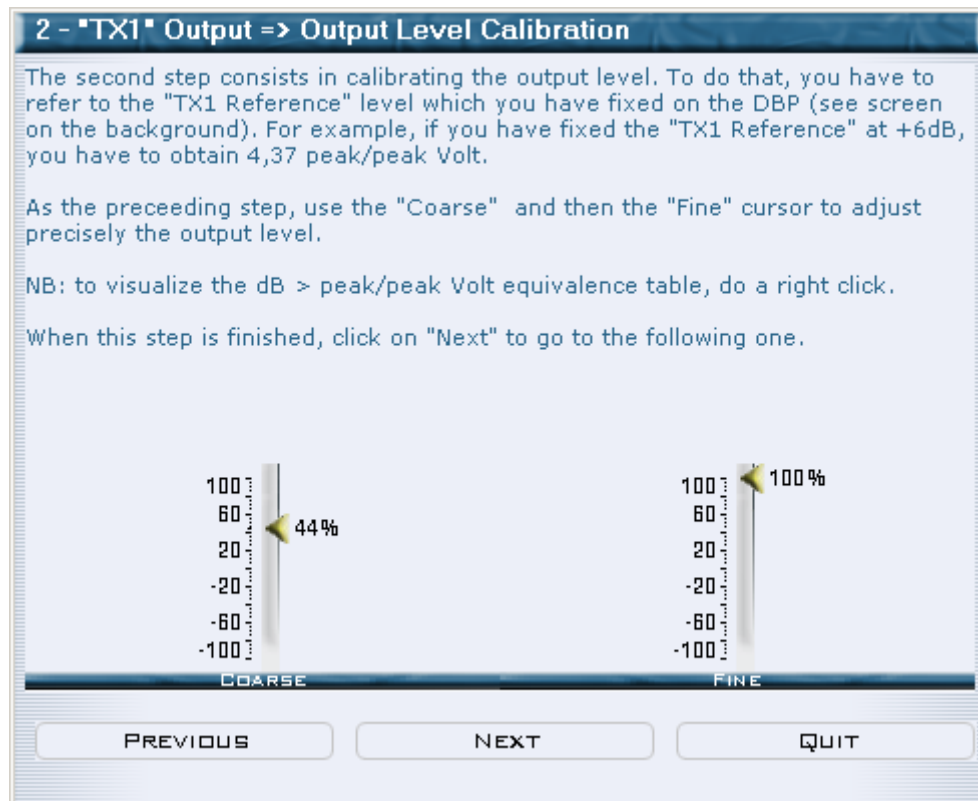 2 - "TX1" Output => Output Level Calibration
The second step consists in calibrating the output level. To do that, you have to
refer to the "TX1 Reference" level which you have fixed on the DBP (see screen
on the background). For example, if you have fixed the "TX1 Reference" at +6dB,
you have to obtain 4,37 peak/peak Volt.
As the preceeding step, use the "Coarse" and then the "Fine" cursor to adjust
precisely the output level.
NB: to visualize the dB > peak/peak Volt equivalence table, do a right click.
When this step is finished, click on "Next" to go to the following one.
100
60
44%
20
-20
-60
-100
COARSE
100
100%
60
20
-20
-60
-100
FINE
PREVIOUS
NEXT
QUIT